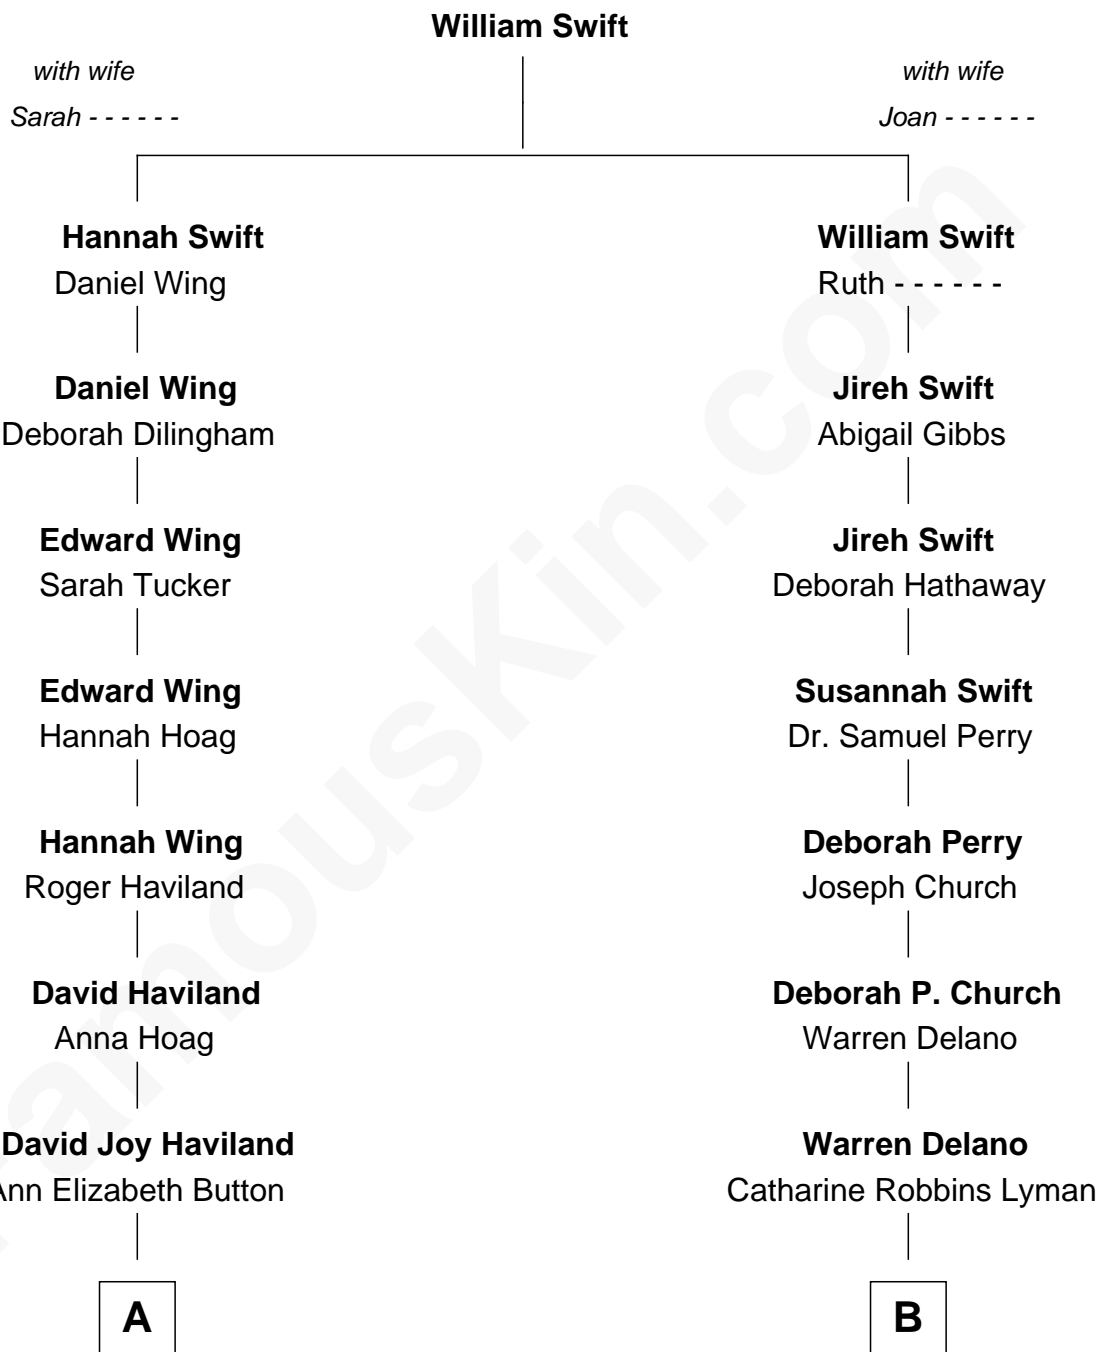 William Swift
with wife
Sarah - - - - - -
with wife
Joan - - - - - -
Hannah Swift
Daniel Wing
William Swift
Ruth - - - - - -
Daniel Wing
Deborah Dilingham
Jireh Swift
Abigail Gibbs
Edward Wing
Sarah Tucker
Jireh Swift
Deborah Hathaway
Edward Wing
Hannah Hoag
Susannah Swift
Dr. Samuel Perry
Hannah Wing
Roger Haviland
Deborah Perry
Joseph Church
David Haviland
Anna Hoag
Deborah P. Church
Warren Delano
David Joy Haviland
Ann Elizabeth Button
Warren Delano
Catharine Robbins Lyman
A
B
FamousKin.com